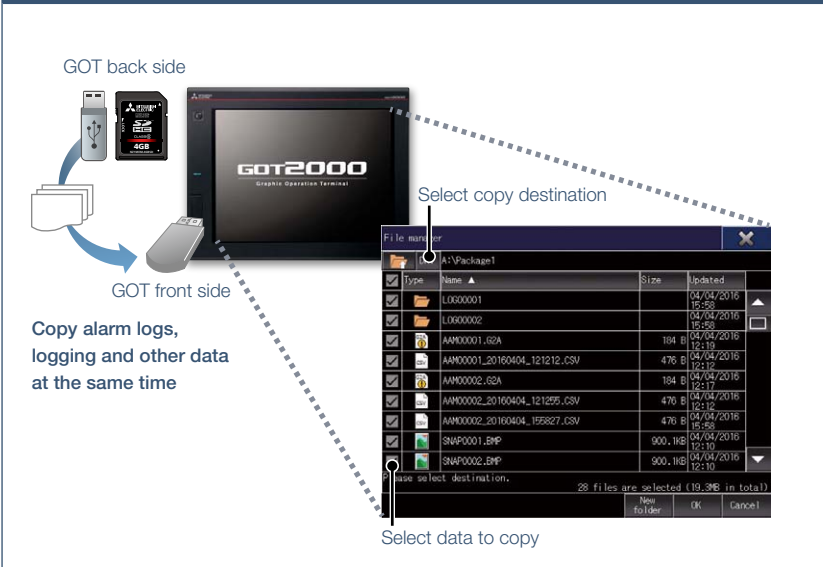 GOT back side
MITSUBISHI
ELECTRIC
4GB
GOT2000
Graphic Operation Terminal
Select copy destination
GOT front side
Copy alarm logs,
logging and other data
at the same time
File manager
A:\Package1
Type Name ▲ Size Updated
LOG00001 04/04/2016 15:58
LOG00002 04/04/2016 15:58
AAM00001.G2A 184 B 04/04/2016 12:19
AAM00001_20160404_121212.CSV 476 B 04/04/2016 12:12
AAM00002.G2A 184 B 04/04/2016 12:17
AAM00002_20160404_121255.CSV 476 B 04/04/2016 12:12
AAM00002_20160404_155827.CSV 476 B 04/04/2016 15:58
SNAP0001.BMP 900.1KB 04/04/2016 12:10
SNAP0002.BMP 900.1KB 04/04/2016 12:10
Please select destination.
28 files are selected (19.3MB in total)
New folder OK Cancel
Select data to copy